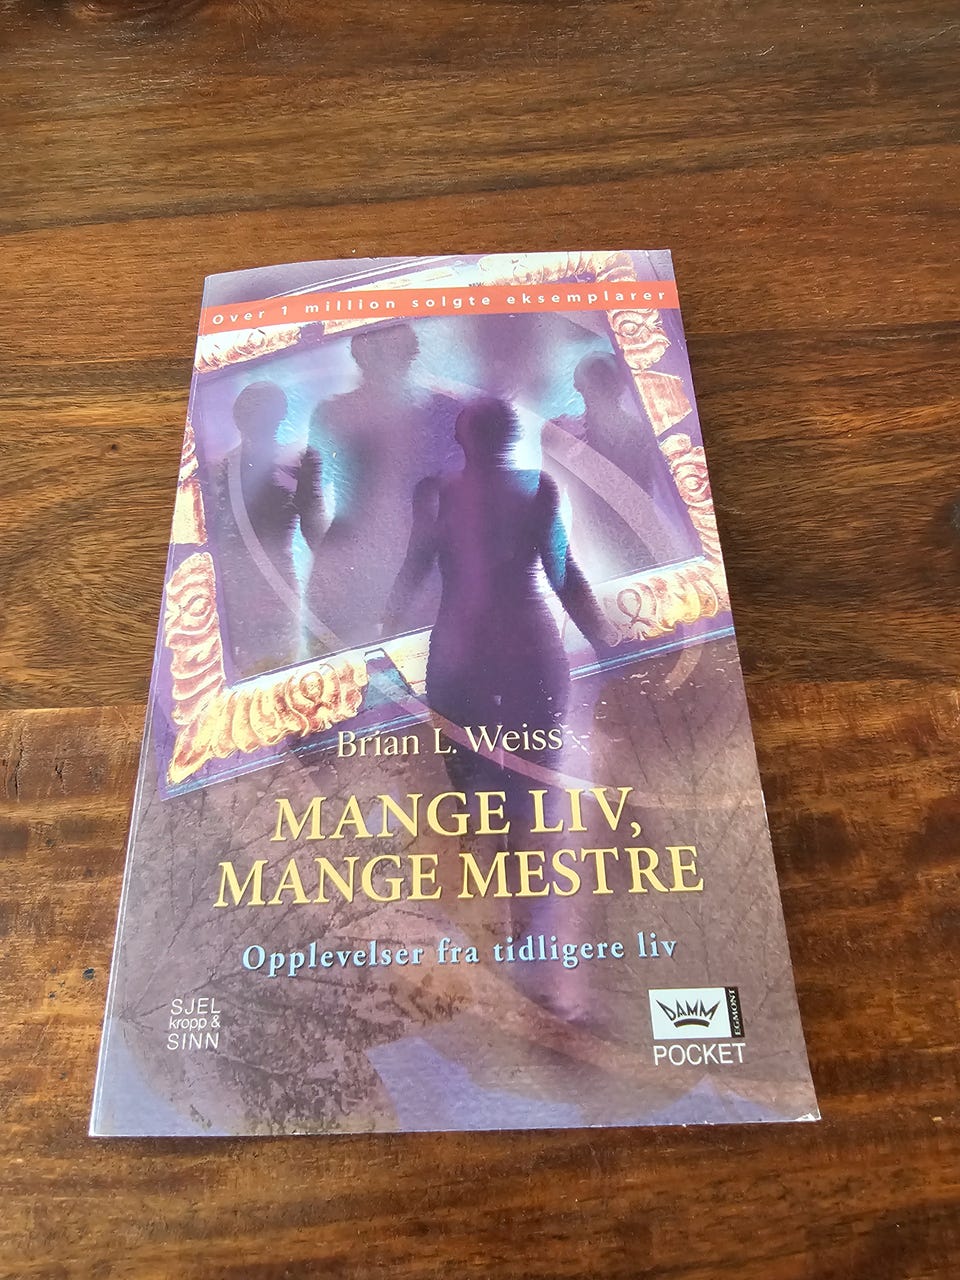 Over 1 million solgte eksemplarer
Brian L. Weiss
MANGE LIV,
MANGE MESTRE
Opplevelser fra tidligere liv
SJEL
kropp &
SINN
DAMM
EGMONT
POCKET